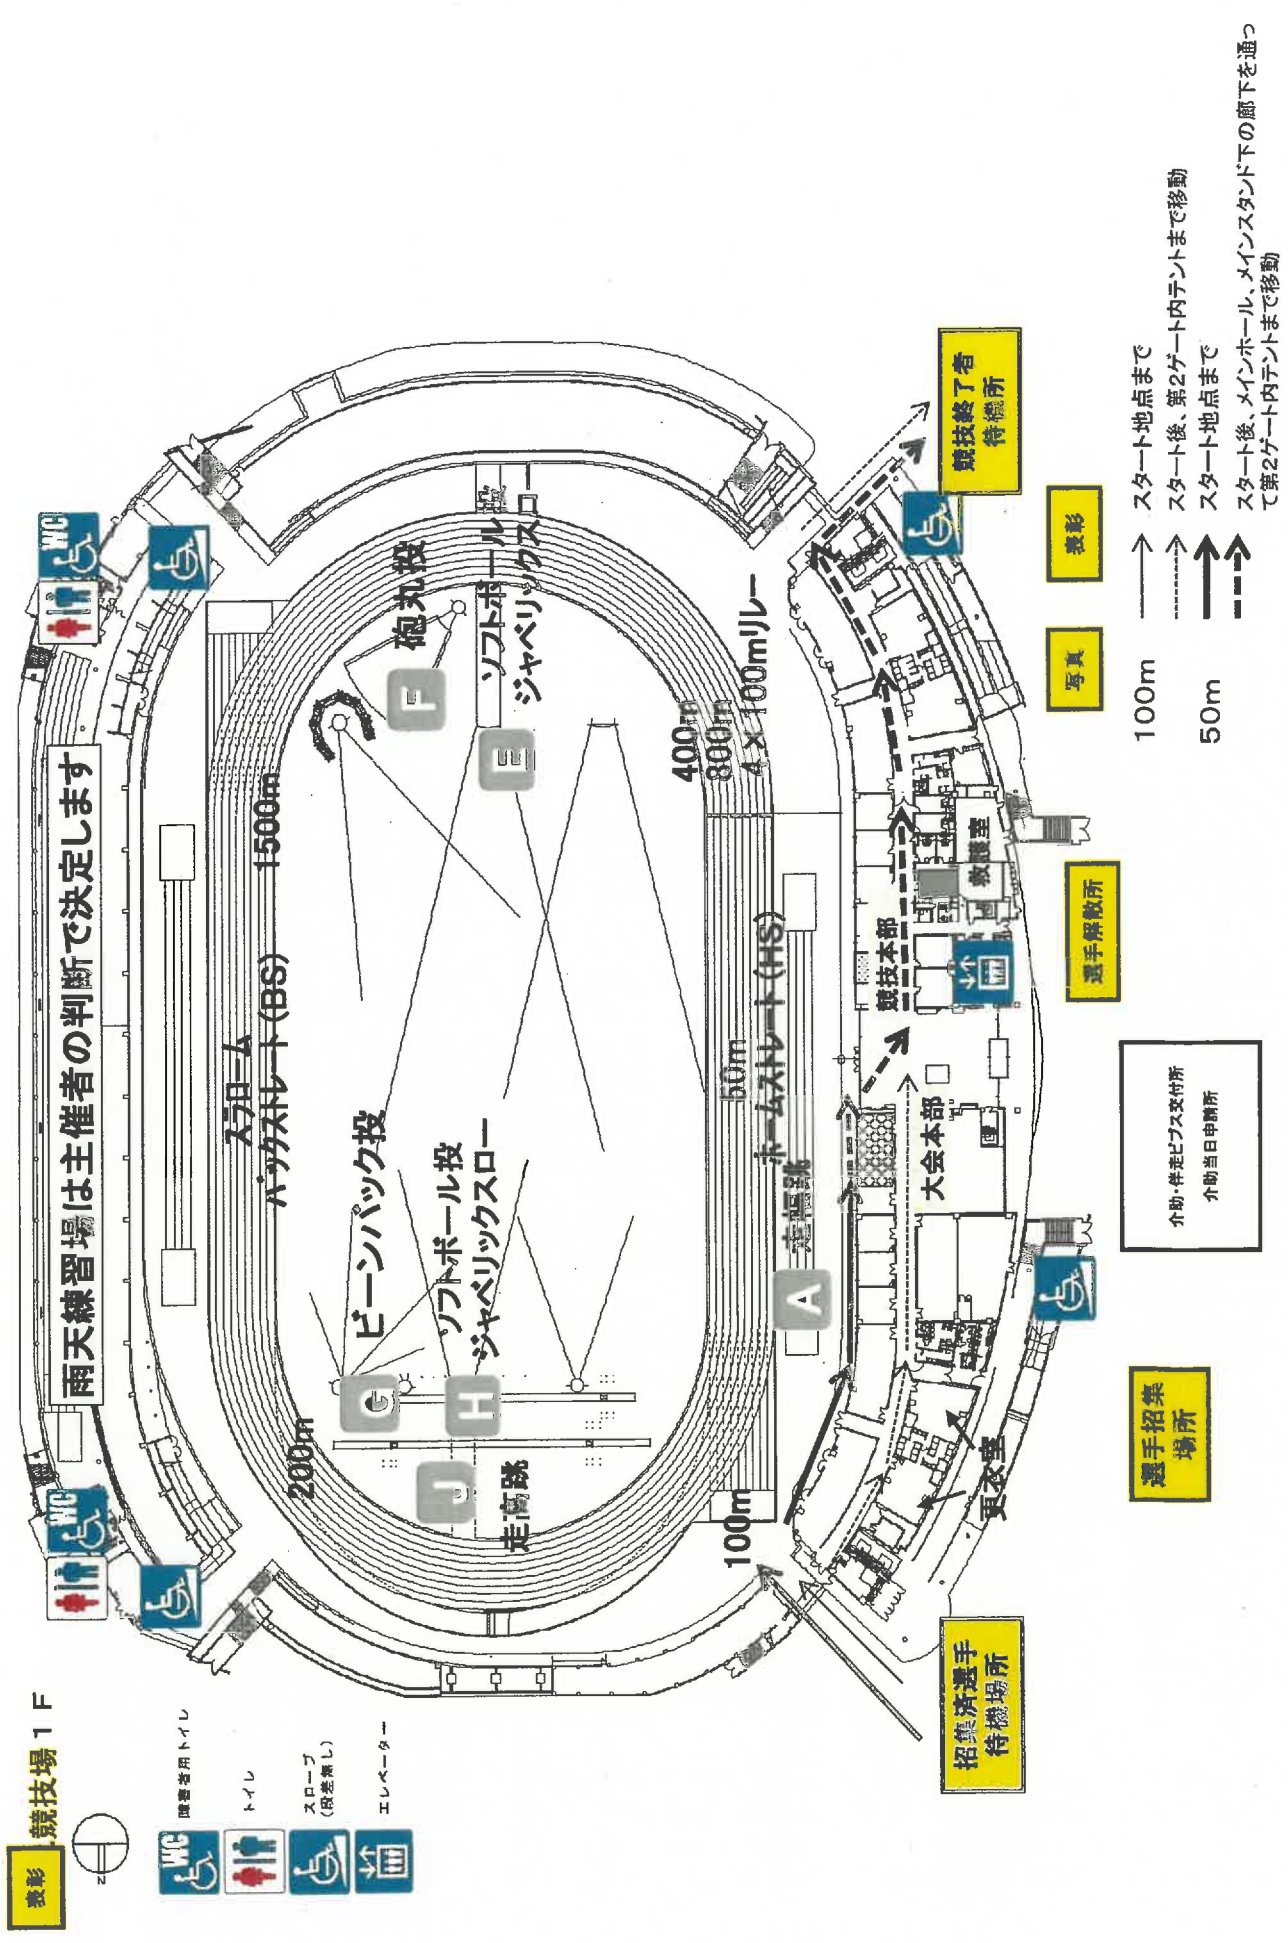 表彰
競技場1F
N
WC
障害者用トイレ
トイレ
スロープ
(段差無し)
エレベーター
WC
WC
雨天練習場は主催者の判断で決定します
200m
スラローム
バックストレート(BS)
1500m
ビーンバック投
G
ソフトボール投
ジャベリックスロー
H
J
走高跳
砲丸投
F
ソフトボール
ジャベリックス
E
400m
800m
4×100mリレー
100m
50m
ホームストレート(HS)
走幅跳
A
競技本部
大会本部
救護室
更衣室
招集済選手
待機場所
選手招集
場所
介助・伴走ビブス交付所
介助当日申請所
選手解散所
写真
表彰
競技終了者
待機所
100m
スタート地点まで
スタート後、第2ゲート内テントまで移動
50m
スタート地点まで
スタート後、メインホール、メインスタンド下の廊下を通っ
て第2ゲート内テントまで移動